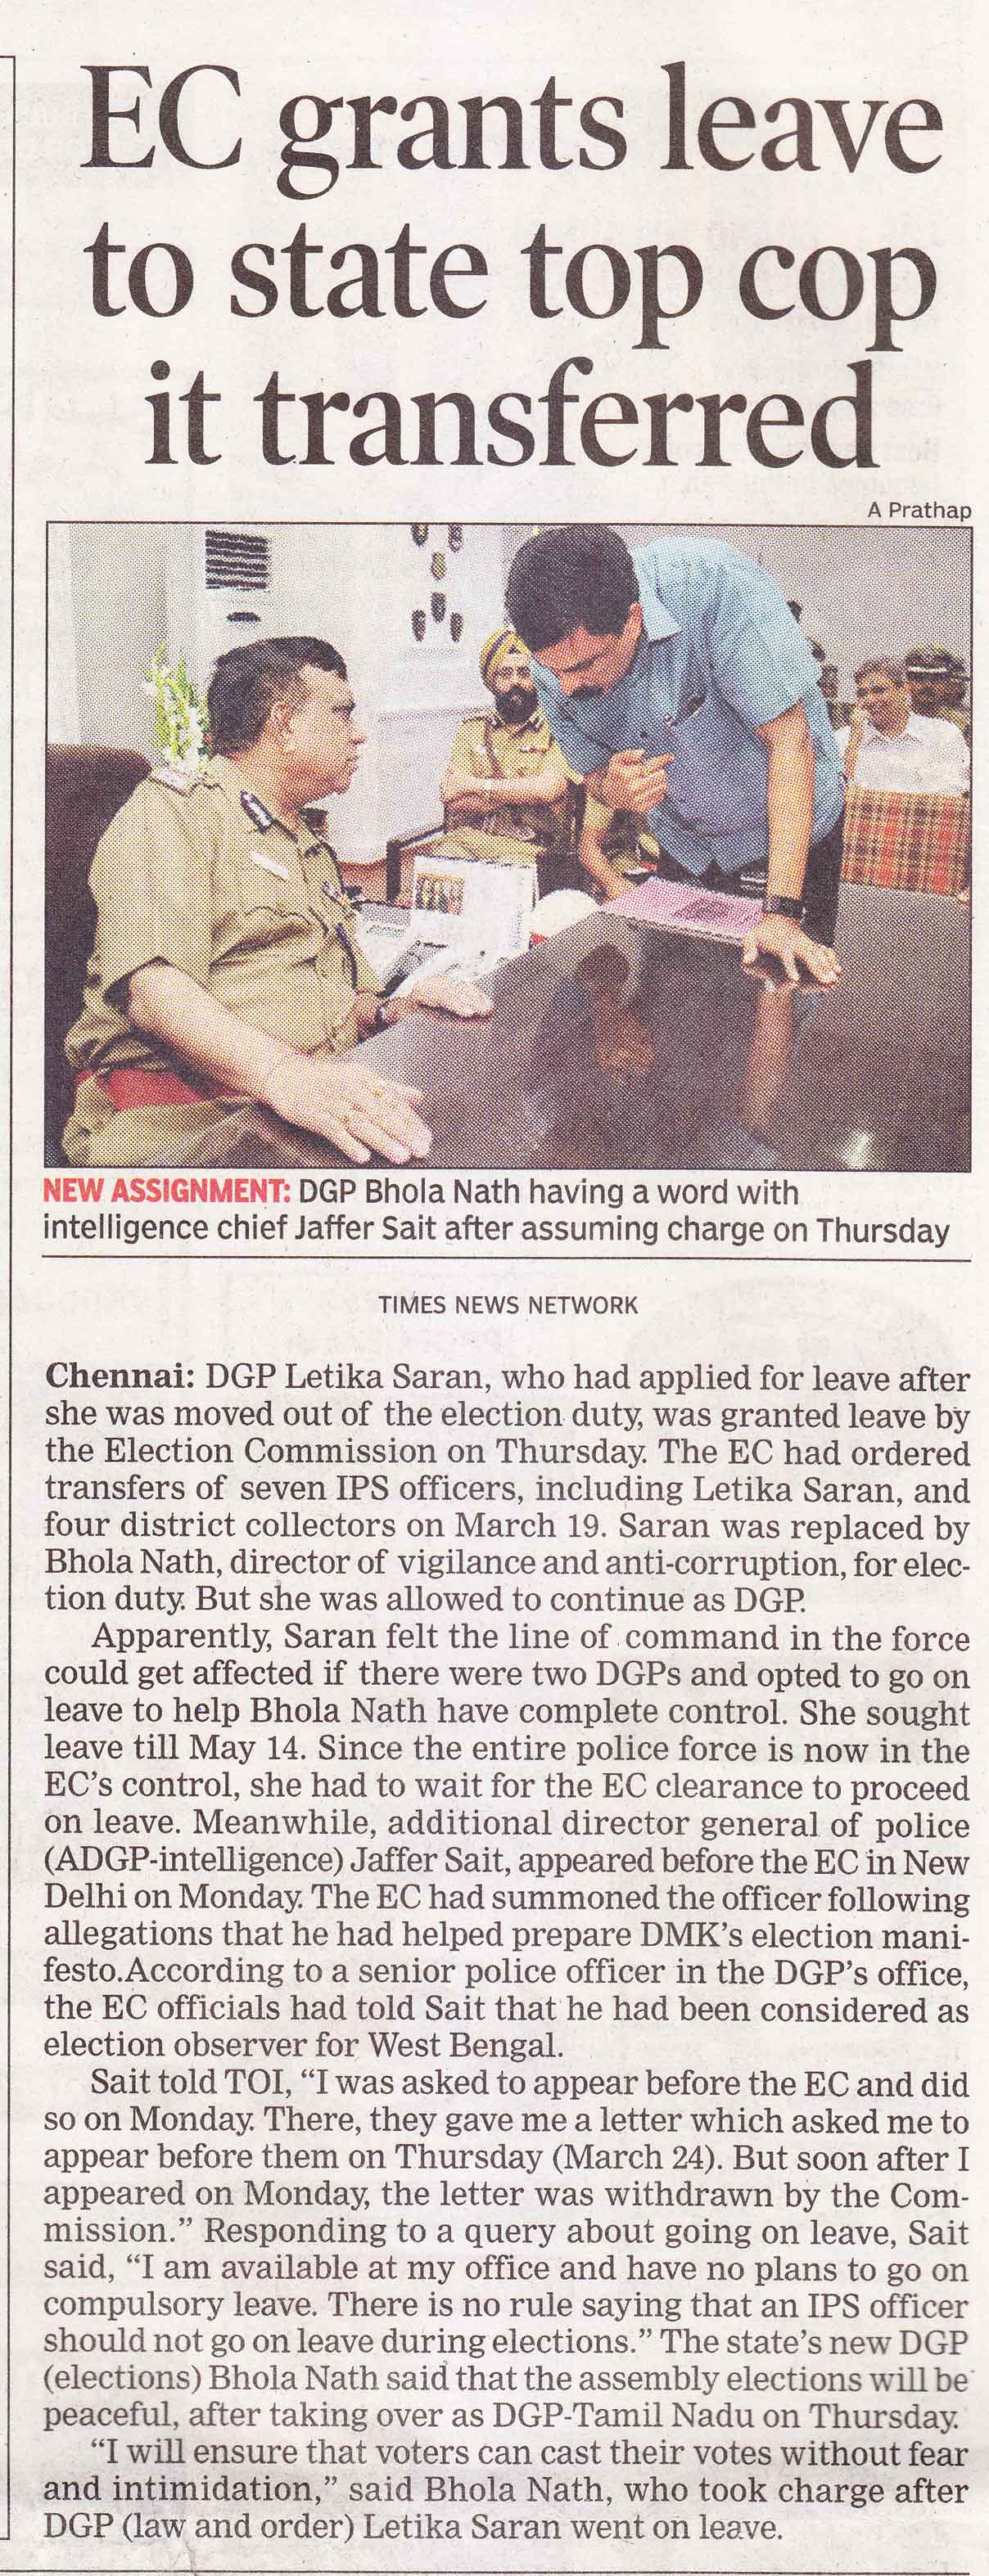 EC grants leave
to state top cop
it transferred
A Prathap
NEW ASSIGNMENT: DGP Bhola Nath having a word with
intelligence chief Jaffer Sait after assuming charge on Thursday
TIMES NEWS NETWORK
Chennai: DGP Letika Saran, who had applied for leave after
she was moved out of the election duty, was granted leave by
the Election Commission on Thursday. The EC had ordered
transfers of seven IPS officers, including Letika Saran, and
four district collectors on March 19. Saran was replaced by
Bhola Nath, director of vigilance and anti-corruption, for elec-
tion duty. But she was allowed to continue as DGP.
Apparently, Saran felt the line of command in the force
could get affected if there were two DGPs and opted to go on
leave to help Bhola Nath have complete control. She sought
leave till May 14. Since the entire police force is now in the
EC's control, she had to wait for the EC clearance to proceed
on leave. Meanwhile, additional director general of police
(ADGP-intelligence) Jaffer Sait, appeared before the EC in New
Delhi on Monday. The EC had summoned the officer following
allegations that he had helped prepare DMK's election mani-
festo.According to a senior police officer in the DGP's office,
the EC officials had told Sait that he had been considered as
election observer for West Bengal.
Sait told TOI, “I was asked to appear before the EC and did
so on Monday. There, they gave me a letter which asked me to
appear before them on Thursday (March 24). But soon after I
appeared on Monday, the letter was withdrawn by the Com-
mission.” Responding to a query about going on leave, Sait
said, “I am available at my office and have no plans to go on
compulsory leave. There is no rule saying that an IPS officer
should not go on leave during elections.” The state's new DGP
(elections) Bhola Nath said that the assembly elections will be
peaceful, after taking over as DGP-Tamil Nadu on Thursday.
“I will ensure that voters can cast their votes without fear
and intimidation,” said Bhola Nath, who took charge after
DGP (law and order) Letika Saran went on leave.